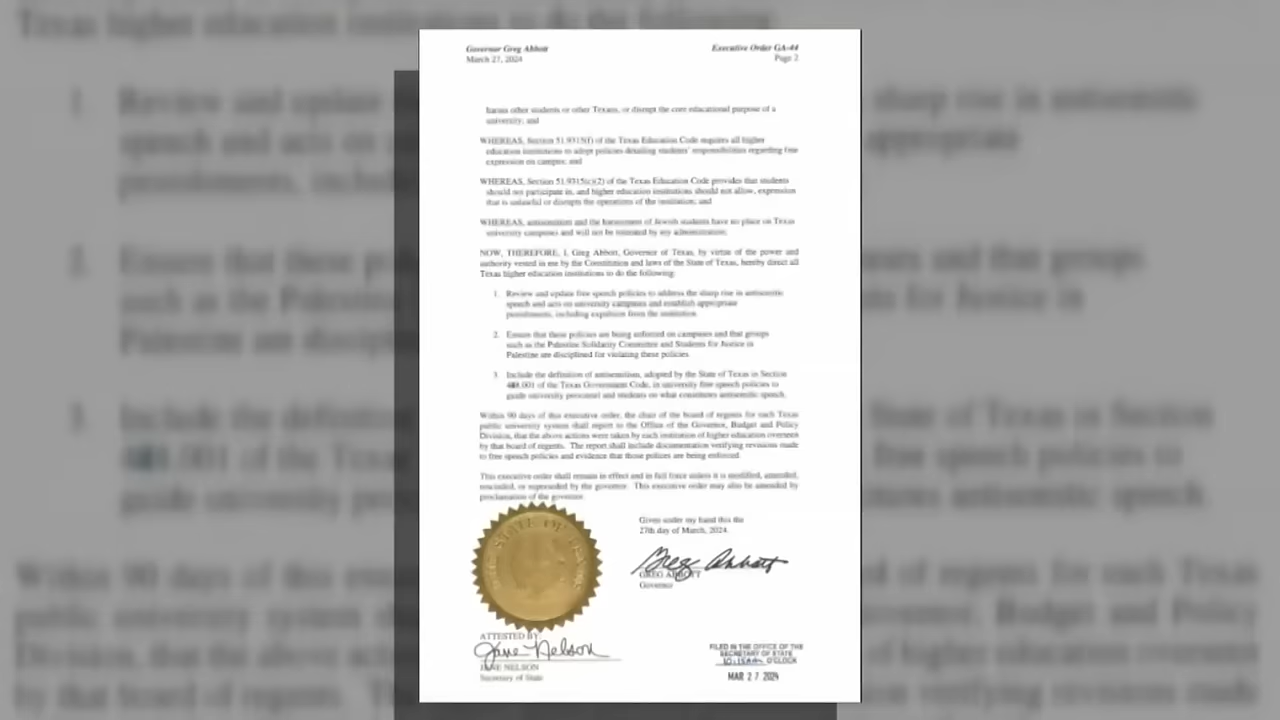 Governor Greg Abbott
March 27, 2024
Executive Order GA-44
Page 2
harass other students or other Texans, or disrupt the core educational purpose of a
university; and
WHEREAS, Section 51.9315(f) of the Texas Education Code requires all higher
education institutions to adopt policies detailing students' responsibilities regarding free
expression on campus; and
WHEREAS, Section 51.9315(c)(2) of the Texas Education Code provides that students
should not participate in, and higher education institutions should not allow, expression
that is unlawful or disrupts the operations of the institution; and
WHEREAS, antisemitism and the harassment of Jewish students have no place on Texas
university campuses and will not be tolerated by my administration;
NOW, THEREFORE, I, Greg Abbott, Governor of Texas, by virtue of the power and
authority vested in me by the Constitution and laws of the State of Texas, hereby direct all
Texas higher education institutions to do the following:
1. Review and update free speech policies to address the sharp rise in antisemitic
speech and acts on university campuses and establish appropriate
punishments, including expulsion from the institution.
2. Ensure that these policies are being enforced on campuses and that groups
such as the Palestine Solidarity Committee and Students for Justice in
Palestine are disciplined for violating these policies.
3. Include the definition of antisemitism, adopted by the State of Texas in Section
448.001 of the Texas Government Code, in university free speech policies to
guide university personnel and students on what constitutes antisemitic speech.
Within 90 days of this executive order, the chair of the board of regents for each Texas
public university system shall report to the Office of the Governor, Budget and Policy
Division, that the above actions were taken by each institution of higher education overseen
by that board of regents. The report shall include documentation verifying revisions made
to free speech policies and evidence that those polices are being enforced.
This executive order shall remain in effect and in full force unless it is modified, amended,
rescinded, or superseded by the governor. This executive order may also be amended by
proclamation of the governor.
Given under my hand this the
27th day of March, 2024.
Greg Abbott
GREG ABBOTT
Governor
ATTESTED BY:
Jane Nelson
JANE NELSON
Secretary of State
FILED IN THE OFFICE OF THE
SECRETARY OF STATE
10:15am O'CLOCK
MAR 27 2024